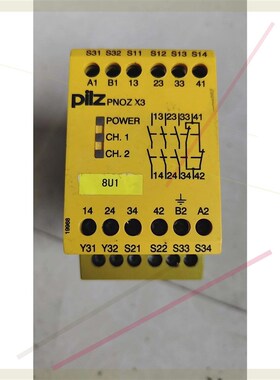 S31 S32 S11 S12 S13 S14
A1 B1 13 23 33 41
pilz PNOZ X3
POWER
CH. 1
CH. 2
13 23 33 41
14 24 34 42
8U1
14 24 34 42 B2 A2
Y31 Y32 S21 S22 S33 S34